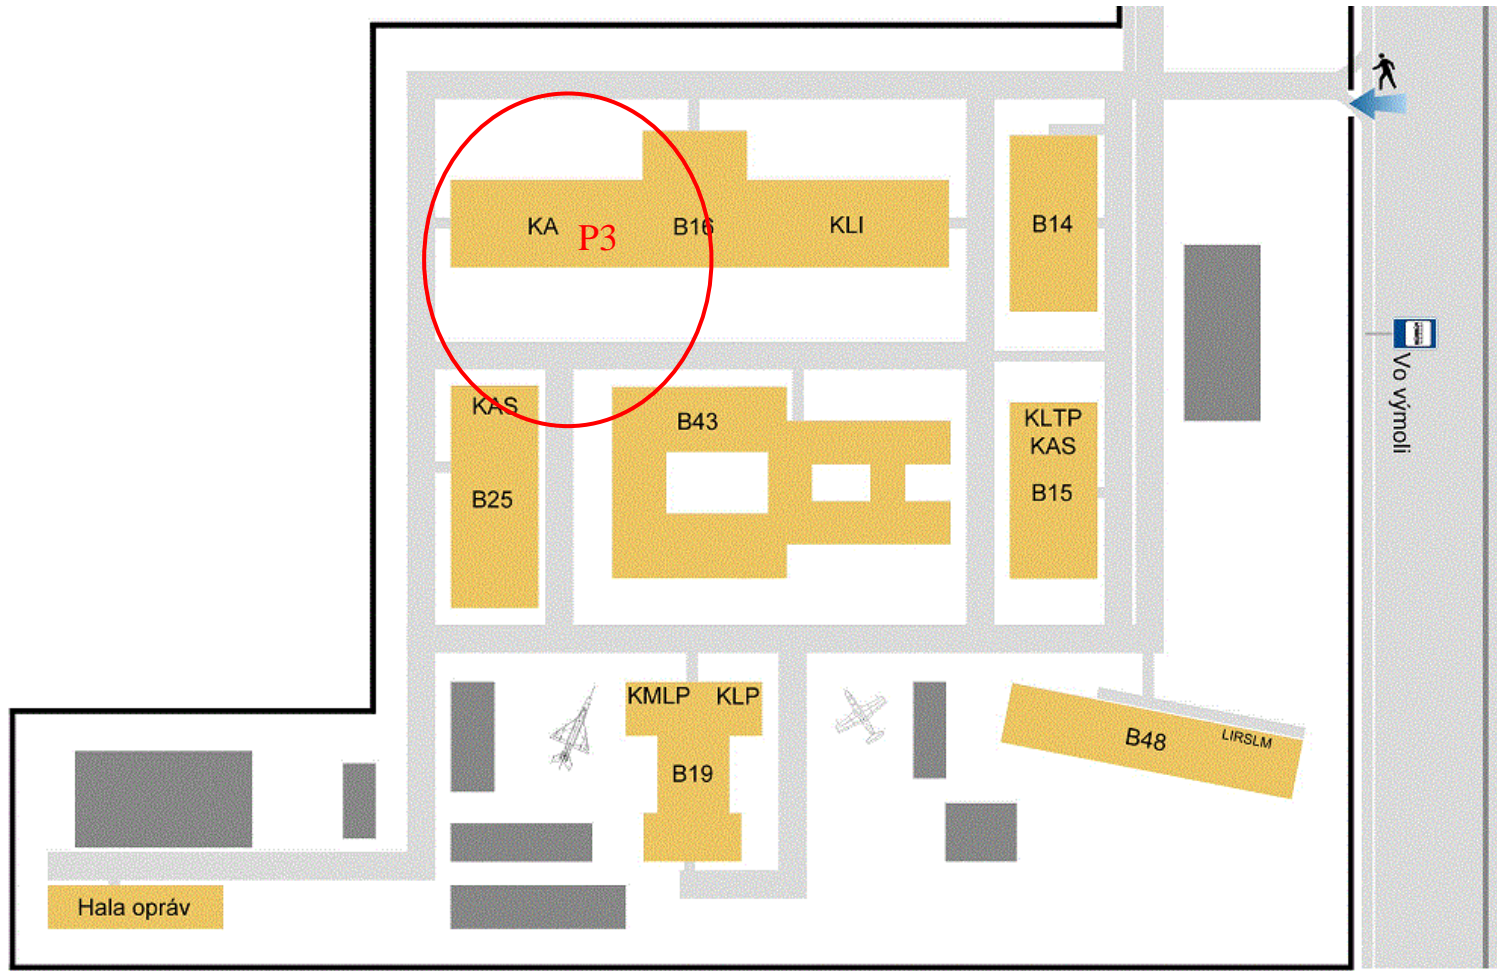 KA
P3
B16
KLI
B14
Vo výmoli
KAS
B25
B43
KLTP
KAS
B15
KMLP
KLP
B19
B48
LIRSLM
Hala opráv